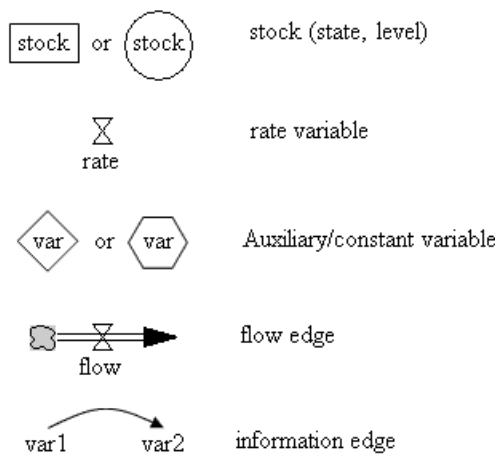 stock or stock stock (state, level)
rate variable
rate
var or var Auxiliary/constant variable
flow edge
flow
var1 var2 information edge